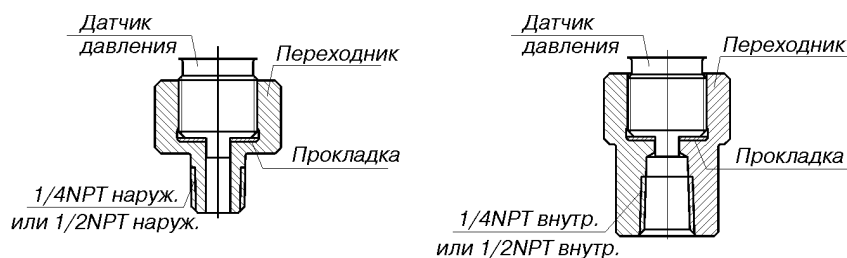 Датчик
давления
Переходник
Прокладка
1/4NPT наруж.
или 1/2NPT наруж.
Датчик
давления
Переходник
Прокладка
1/4NPT внутр.
или 1/2NPT внутр.